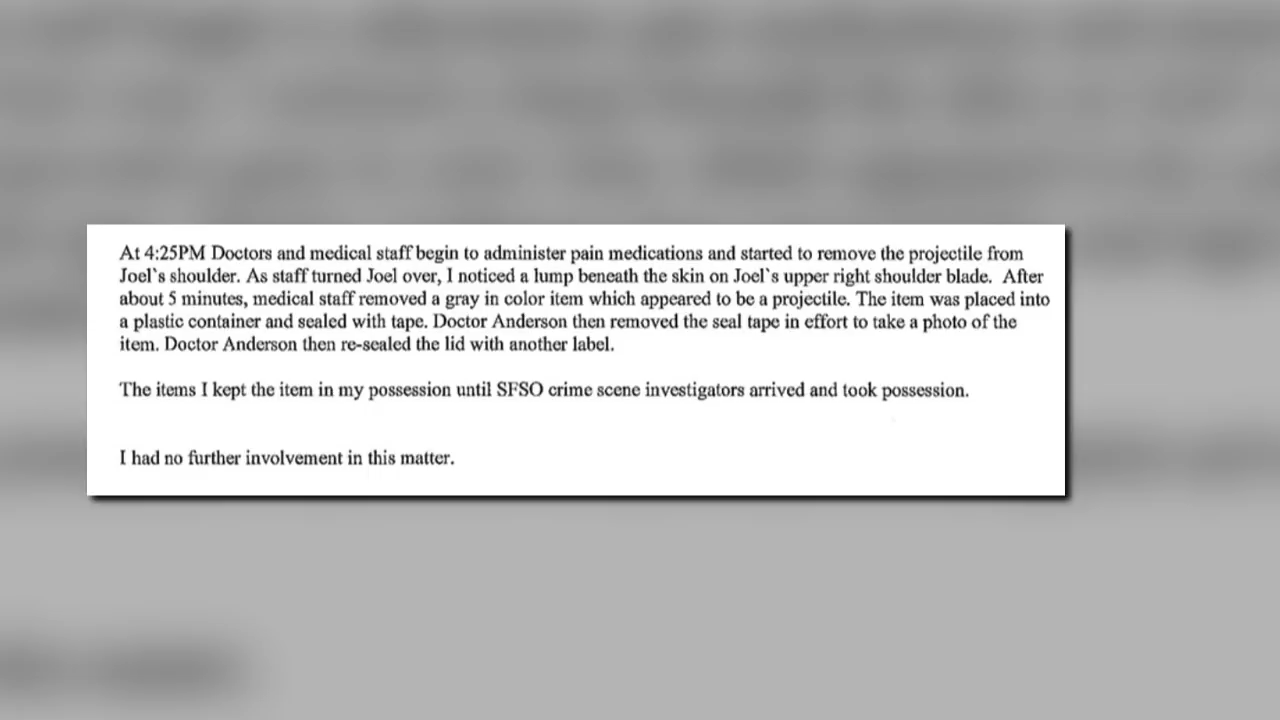 At 4:25PM Doctors and medical staff begin to administer pain medications and started to remove the projectile from
Joel`s shoulder. As staff turned Joel over, I noticed a lump beneath the skin on Joel`s upper right shoulder blade.  After
about 5 minutes, medical staff removed a gray in color item which appeared to be a projectile. The item was placed into
a plastic container and sealed with tape. Doctor Anderson then removed the seal tape in effort to take a photo of the
item. Doctor Anderson then re-sealed the lid with another label.
The items I kept the item in my possession until SFSO crime scene investigators arrived and took possession.
I had no further involvement in this matter.